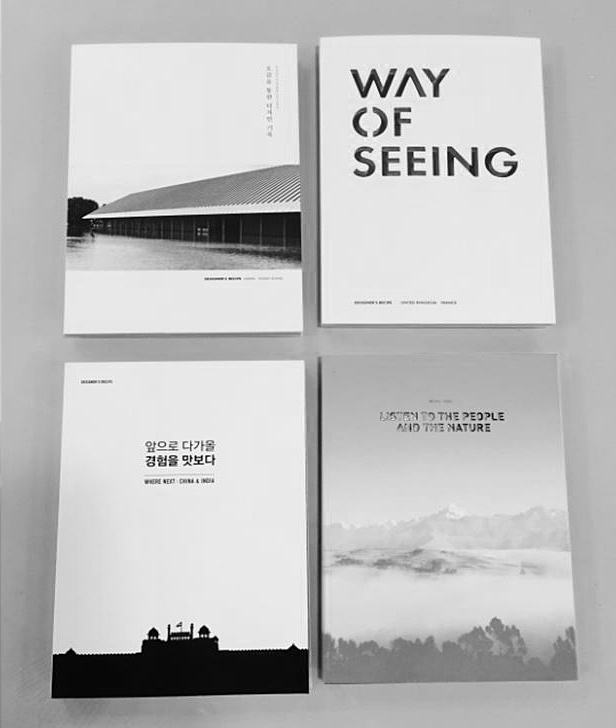 DESIGNER'S RECIPE
WAY
OF
SEEING
DESIGNER'S RECIPE UNITED KINGDOM FRANCE
DESIGNER'S RECIPE
앞으로 다가올
경험을 맛보다
WHERE NEXT : CHINA & INDIA
LISTEN TO THE PEOPLE
AND THE NATURE